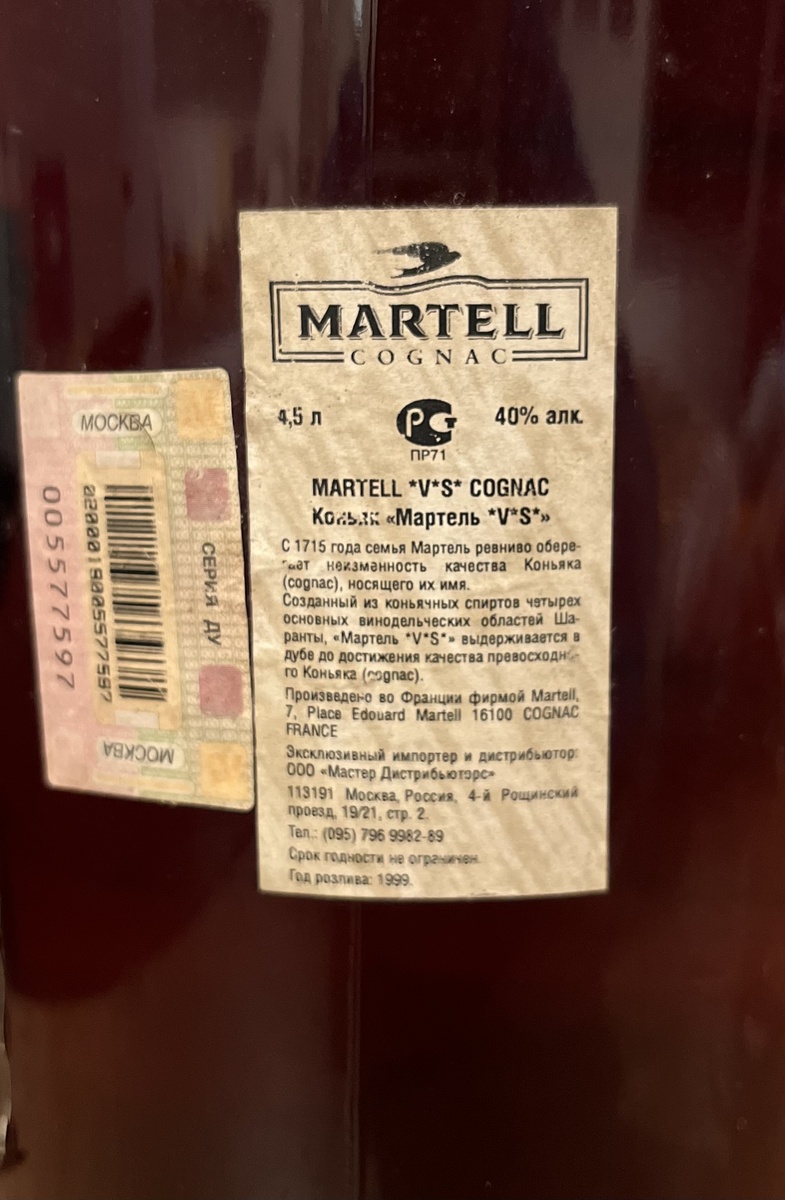 MARTELL
COGNAC
4,5 л
40% алк.
РСТ
ПР71
MARTELL *V*S* COGNAC
Коньяк «Мартель *V*S*»
С 1715 года семья Мартель ревниво обере-
гает неизменность качества Коньяка
(cognac), носящего их имя.
Созданный из коньячных спиртов четырех
основных винодельческих областей Ша-
ранты, «Мартель *V*S*» выдерживается в
дубе до достижения качества превосходно-
го Коньяка (cognac).
Произведено во Франции фирмой Martell,
7, Place Edouard Martell 16100 COGNAC
FRANCE
Эксклюзивный импортер и дистрибьютор:
ООО «Мастер Дистрибьюторс»
113191 Москва, Россия, 4-й Рощинский
проезд, 19/21, стр. 2.
Тел.: (095) 796 9982-89
Срок годности не ограничен.
Год розлива: 1999.
МОСКВА
СЕРИЯ ДУ
0200019005577597
005577597
МОСКВА